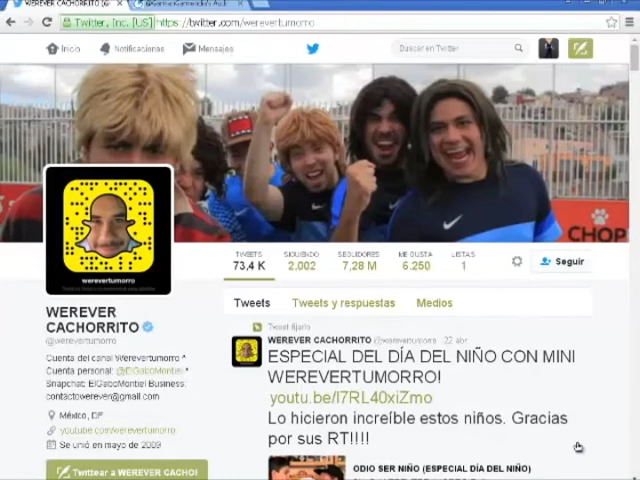 WEREVER CACHORRITO (@
@GermanGarmendia's Arch
Twitter, Inc. [US] https://twitter.com/werevertumorro
Inicio Notificaciones Mensajes Buscar en Twitter
CHOP
werevertumorro
TWEETS SIGUIENDO SEGUIDORES ME GUSTA LISTAS
73,4 K 2.002 7,28 M 6.250 1
Seguir
Tweets Tweets y respuestas Medios
WEREVER
CACHORRITO
@werevertumorro
Cuenta del canal Werevertumorro *
Cuenta personal: @ElGaboMontiel *
Snapchat: ElGaboMontiel Business:
contactowerever@gmail.com
México, DF
youtube.com/werevertumorro
Se unió en mayo de 2009
Twittear a WEREVER CACHO!
Tweet fijado
WEREVER CACHORRITO @werevertumorro · 22 abr.
ESPECIAL DEL DÍA DEL NIÑO CON MINI
WEREVERTUMORRO!
youtu.be/I7RL40xiZmo
Lo hicieron increíble estos niños. Gracias
por sus RT!!!!
ODIO SER NIÑO (ESPECIAL DÍA DEL NIÑO)